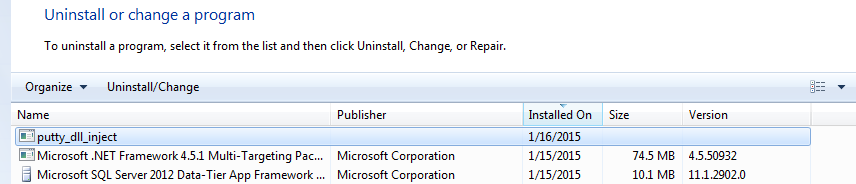 Uninstall or change a program
To uninstall a program, select it from the list and then click Uninstall, Change, or Repair.
Organize Uninstall/Change
Name Publisher Installed On Size Version
putty_dll_inject 1/16/2015
Microsoft .NET Framework 4.5.1 Multi-Targeting Pac... Microsoft Corporation 1/15/2015 74.5 MB 4.5.50932
Microsoft SQL Server 2012 Data-Tier App Framework ... Microsoft Corporation 1/15/2015 10.1 MB 11.1.2902.0